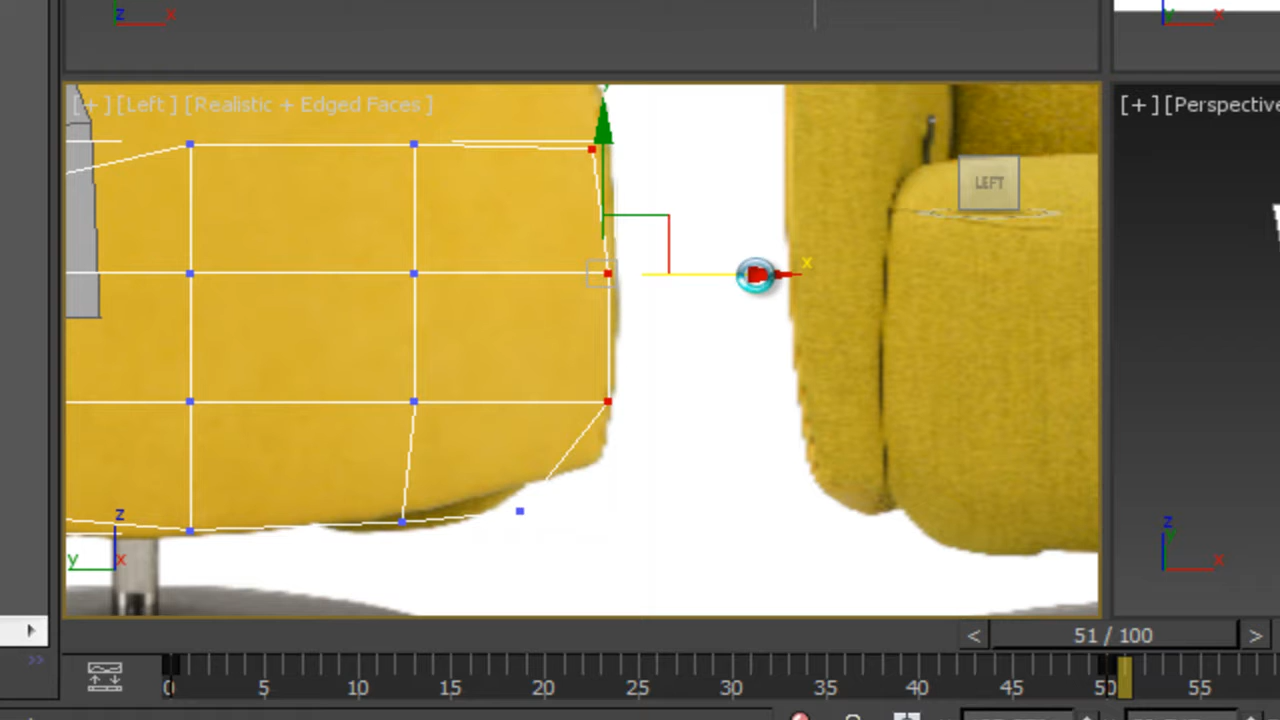 z x
y x
[+] [Left ] [Realistic + Edged Faces ]
[+] [Perspective
LEFT
x
z
y x
z
x
< 51 / 100 >
>>
0 5 10 15 20 25 30 35 40 45 50 55